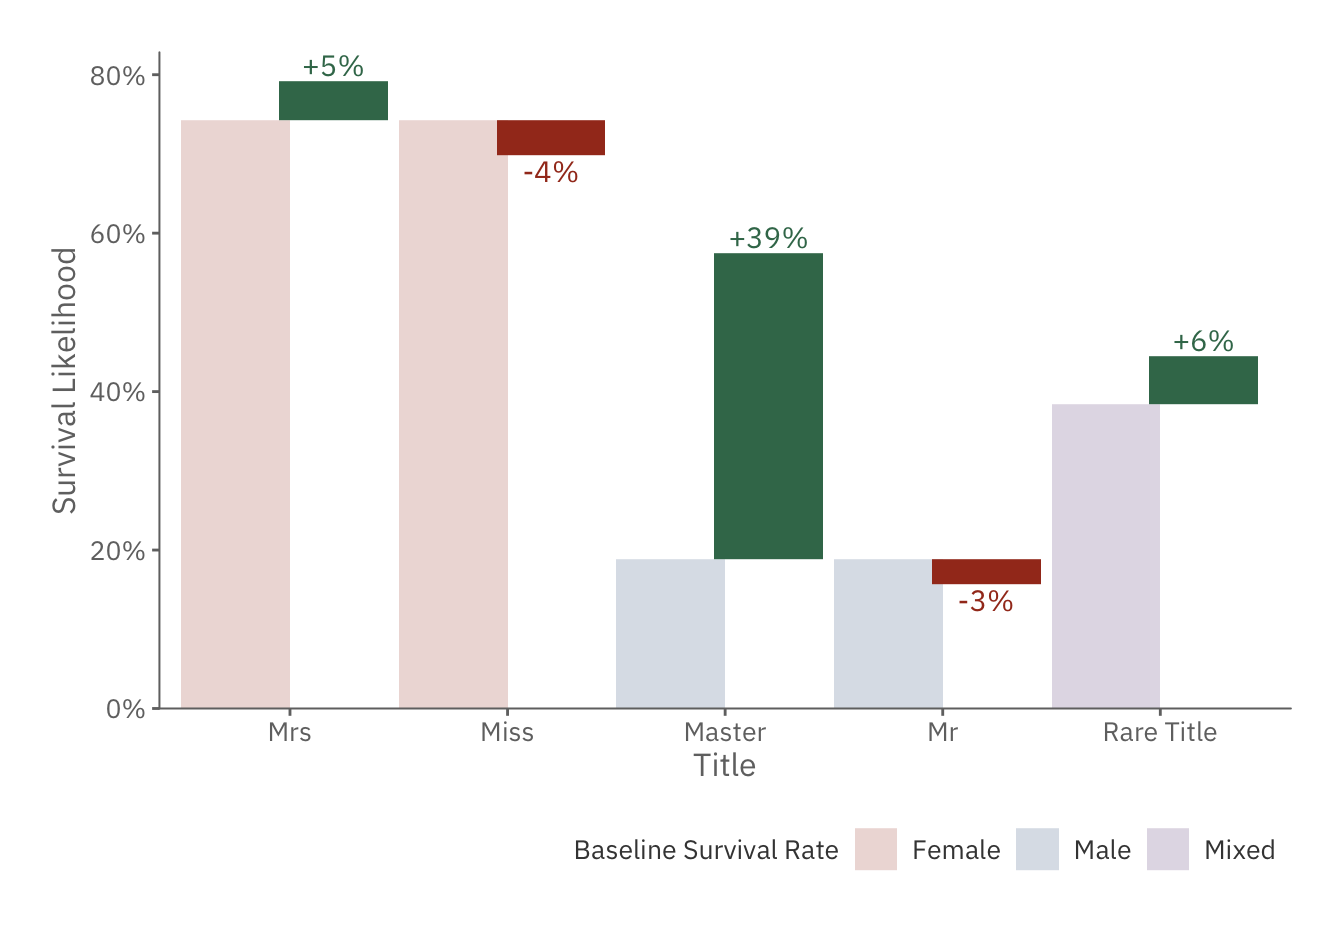 +5%
80%
-4%
+39%
60%
+6%
40%
20%
-3%
0%
Survival Likelihood
Mrs Miss Master Mr Rare Title
Title
Baseline Survival Rate Female Male Mixed